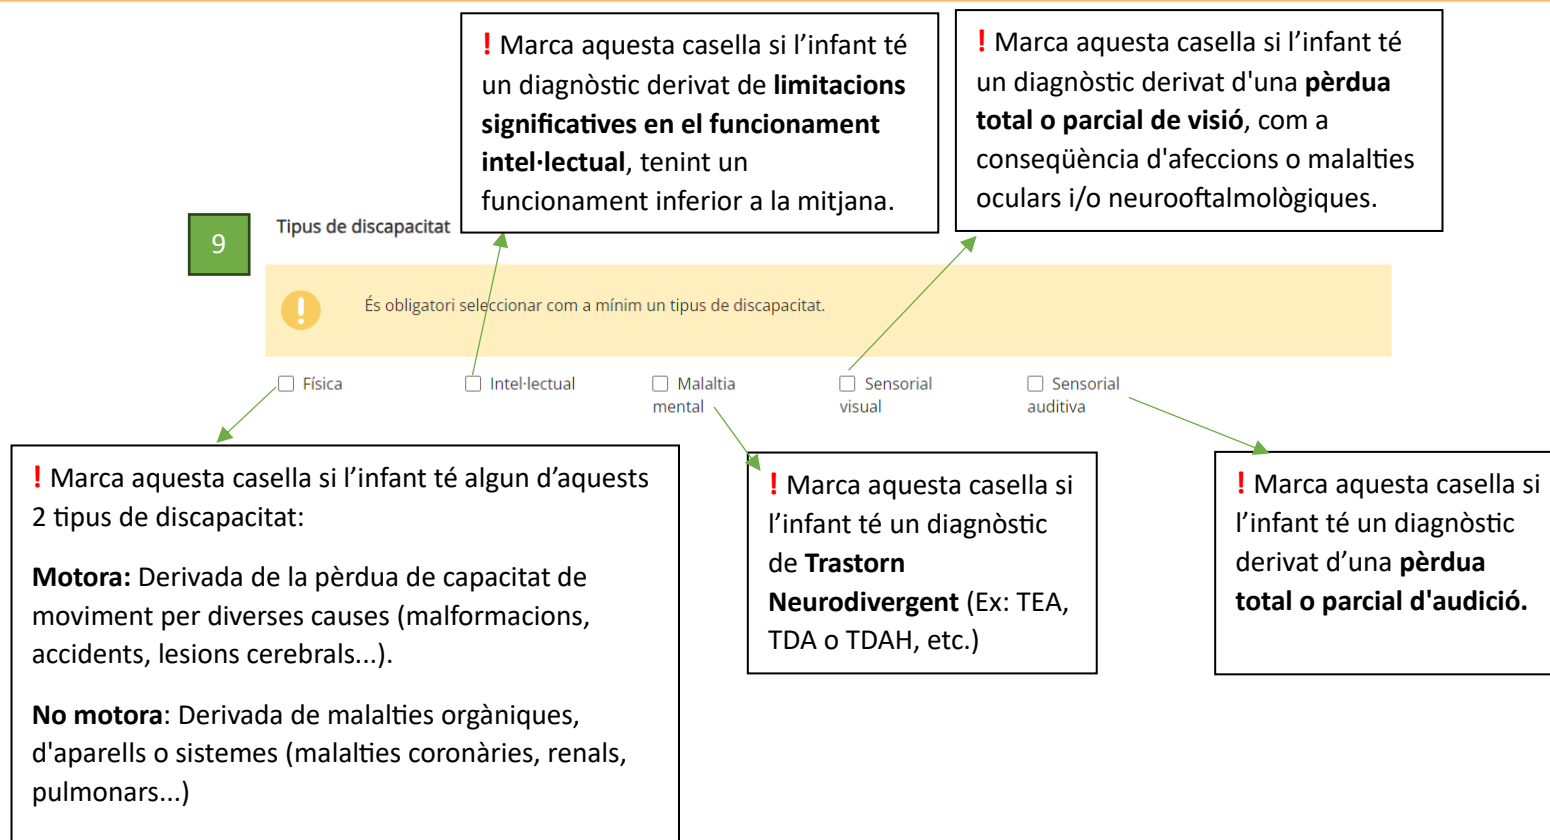 ! Marca aquesta casella si l’infant té
un diagnòstic derivat de limitacions
significatives en el funcionament
intel·lectual, tenint un
funcionament inferior a la mitjana.
! Marca aquesta casella si l’infant té
un diagnòstic derivat d'una pèrdua
total o parcial de visió, com a
conseqüència d'afeccions o malalties
oculars i/o neurooftalmològiques.
9
Tipus de discapacitat
És obligatori seleccionar com a mínim un tipus de discapacitat.
Física
Intel·lectual
Malaltia
mental
Sensorial
visual
Sensorial
auditiva
! Marca aquesta casella si l’infant té algun d’aquests
2 tipus de discapacitat:
Motora: Derivada de la pèrdua de capacitat de
moviment per diverses causes (malformacions,
accidents, lesions cerebrals...).
No motora: Derivada de malalties orgàniques,
d'aparells o sistemes (malalties coronàries, renals,
pulmonars...)
! Marca aquesta casella si
l’infant té un diagnòstic
de Trastorn
Neurodivergent (Ex: TEA,
TDA o TDAH, etc.)
! Marca aquesta casella si
l’infant té un diagnòstic
derivat d’una pèrdua
total o parcial d'audició.